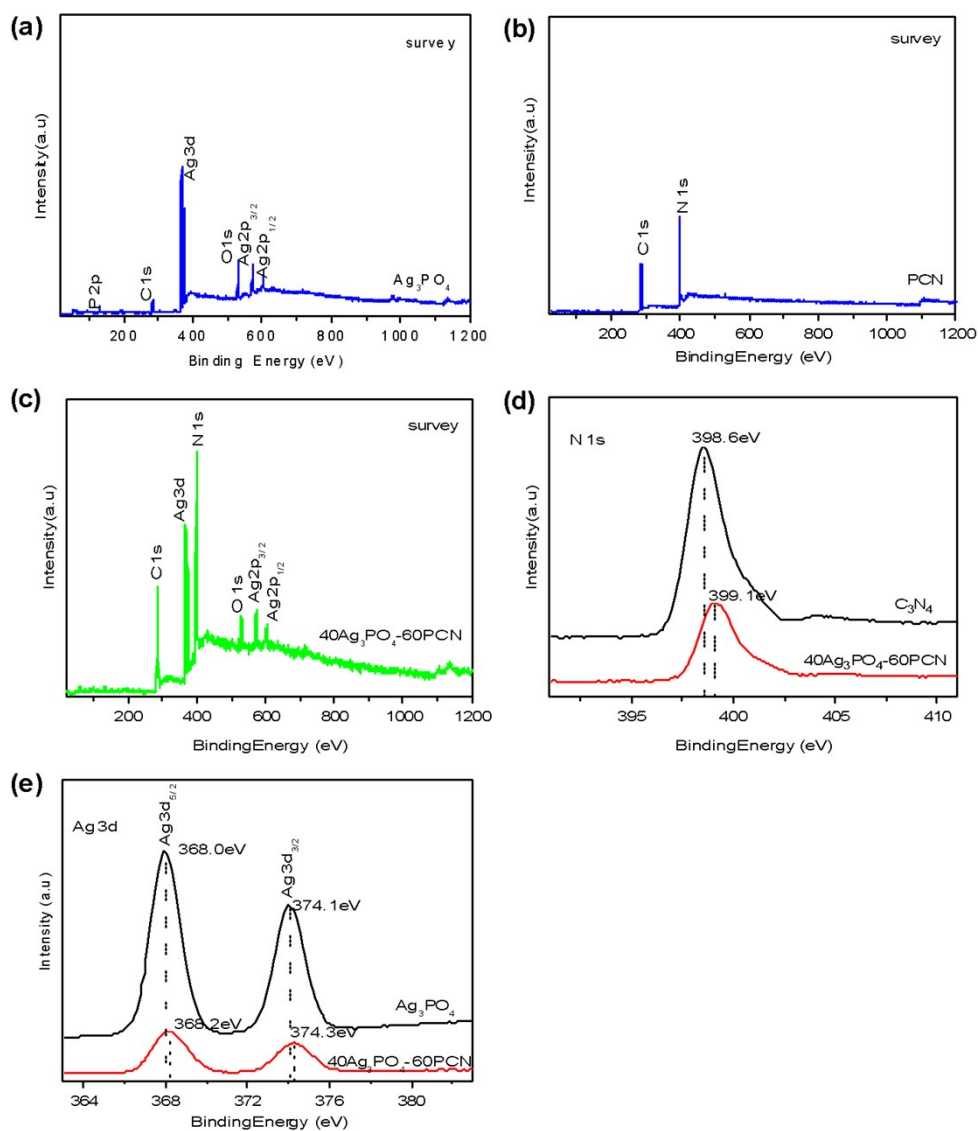 (a)
survey
Intensity(a.u)
P2p
C1s
Ag3d
O1s
Ag2p3/2
Ag2p1/2
Ag3PO4
200 400 600 800 1000 1200
Binding Energy (eV)
(b)
survey
Intensity(a.u)
C1s
N1s
PCN
200 400 600 800 1000 1200
BindingEnergy (eV)
(c)
survey
Intensity(a.u)
C1s
Ag3d
N1s
O1s
Ag2p3/2
Ag2p1/2
40Ag3PO4-60PCN
200 400 600 800 1000 1200
BindingEnergy (eV)
(d)
N1s
Intensity(a.u)
398.6eV
399.1eV
C3N4
40Ag3PO4-60PCN
395 400 405 410
BindingEnergy (eV)
(e)
Ag3d
Intensity (a.u)
Ag3d5/2
368.0eV
Ag3d3/2
374.1eV
Ag3PO4
368.2eV
374.3eV
40Ag3PO4-60PCN
364 368 372 376 380
BindingEnergy (eV)